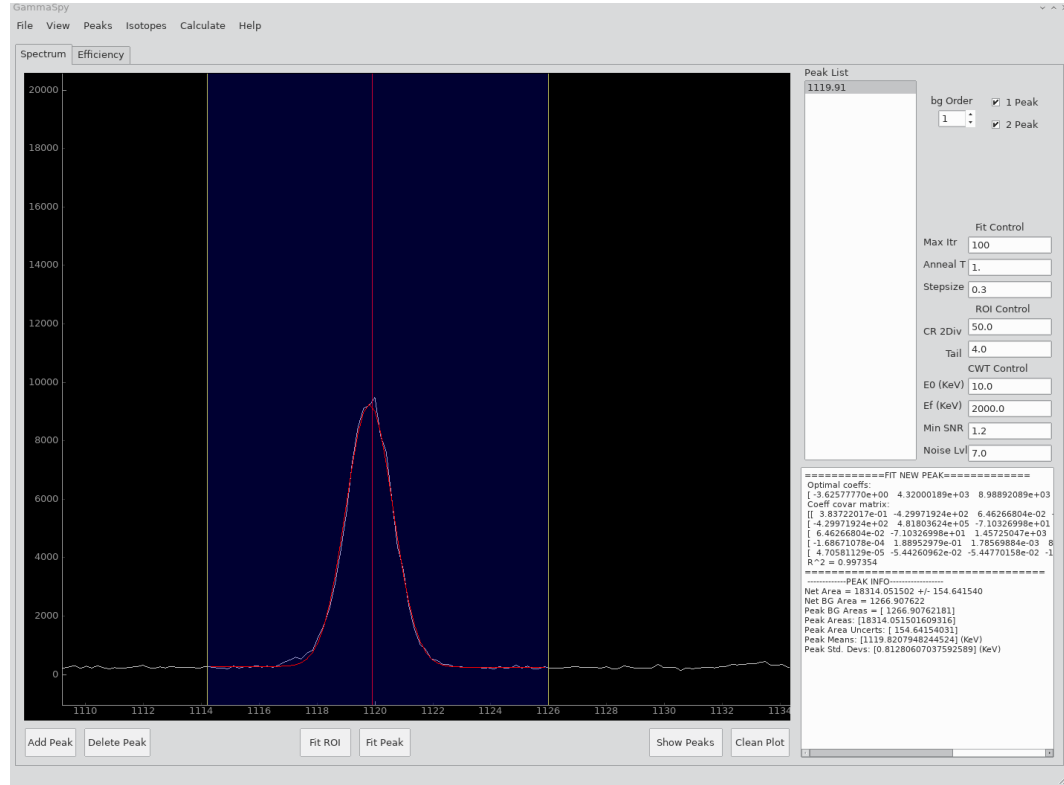 GammaSpy
File View Peaks Isotopes Calculate Help
Spectrum Efficiency
20000
18000
16000
14000
12000
10000
8000
6000
4000
2000
0
1110 1112 1114 1116 1118 1120 1122 1124 1126 1128 1130 1132 1134
Add Peak Delete Peak Fit ROI Fit Peak Show Peaks Clean Plot
Peak List
1119.91
bg Order
1
1 Peak
2 Peak
Fit Control
Max Itr 100
Anneal T 1.
Stepsize 0.3
ROI Control
CR 2Div 50.0
Tail 4.0
CWT Control
E0 (KeV) 10.0
Ef (KeV) 2000.0
Min SNR 1.2
Noise Lvl 7.0
============FIT NEW PEAK=============
Optimal coeffs:
[ -3.62577770e+00 4.32000189e+03 8.98892089e+03
Coeff covar matrix:
[[ 3.83722017e-01 -4.29971924e+02 6.46266804e-02 -
[ -4.29971924e+02 4.81803624e+05 -7.10326998e+01
[ 6.46266804e-02 -7.10326998e+01 1.45725047e+03
[ -1.68671078e-04 1.88952979e-01 1.78569884e-03 8
[ 4.70581129e-05 -5.44260962e-02 -5.44770158e-02 -1
R^2 = 0.997354
====================================
-------------PEAK INFO------------------
Net Area = 18314.051502 +/- 154.641540
Net BG Area = 1266.907622
Peak BG Areas = [ 1266.90762181]
Peak Areas: [18314.051501609316]
Peak Area Uncerts: [ 154.64154031]
Peak Means: [1119.8207948244524] (KeV)
Peak Std. Devs: [0.81280607037592589] (KeV)